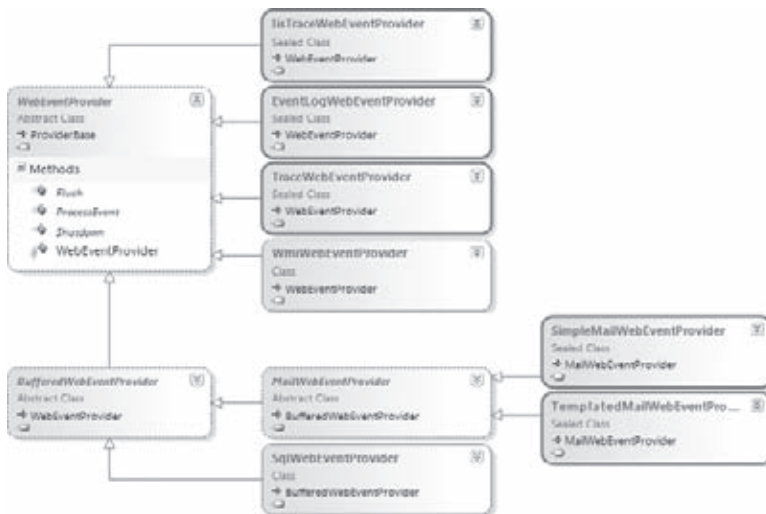 IisTraceWebEventProvider
Sealed Class
WebEventProvider
WebEventProvider
Abstract Class
ProviderBase
Methods
Flush
ProcessEvent
Shutdown
WebEventProvider
EventLogWebEventProvider
Sealed Class
WebEventProvider
TraceWebEventProvider
Sealed Class
WebEventProvider
WmiWebEventProvider
Class
WebEventProvider
SimpleMailWebEventProvider
Sealed Class
MailWebEventProvider
BufferedWebEventProvider
Abstract Class
WebEventProvider
MailWebEventProvider
Abstract Class
BufferedWebEventProvider
TemplatedMailWebEventPro...
Sealed Class
MailWebEventProvider
SqlWebEventProvider
Class
BufferedWebEventProvider